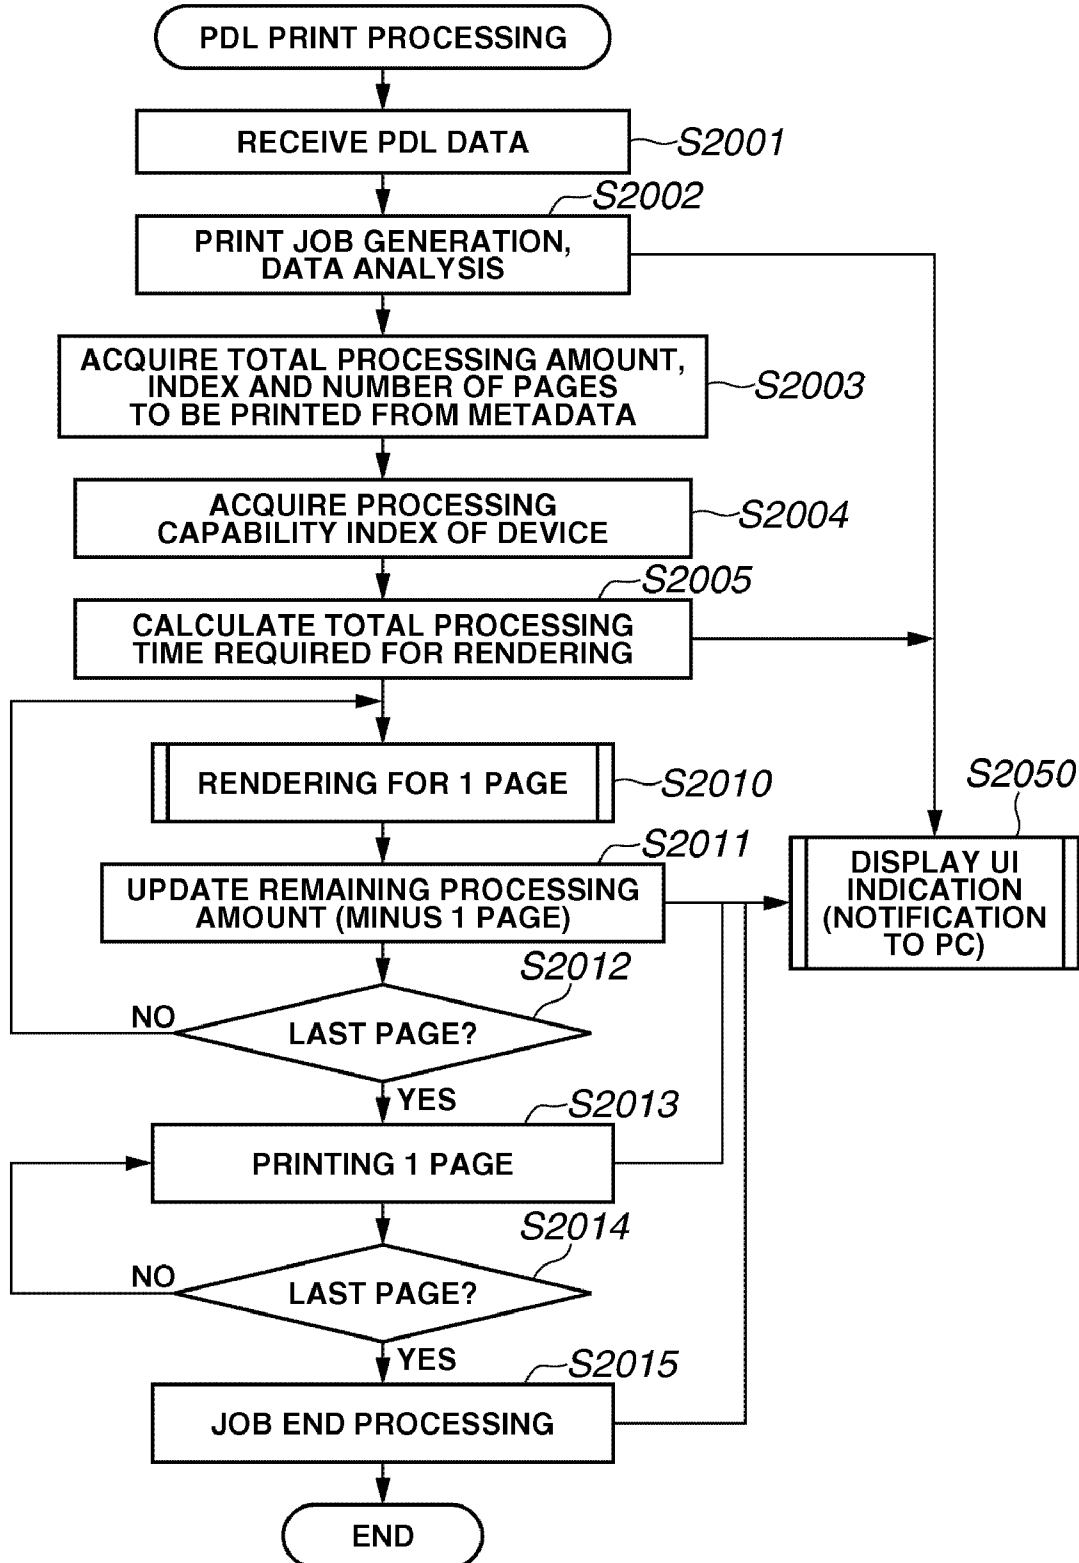 PDL PRINT PROCESSING
RECEIVE PDL DATA
S2001
S2002
PRINT JOB GENERATION,
DATA ANALYSIS
ACQUIRE TOTAL PROCESSING AMOUNT,
INDEX AND NUMBER OF PAGES
TO BE PRINTED FROM METADATA
S2003
ACQUIRE PROCESSING
CAPABILITY INDEX OF DEVICE
S2004
S2005
CALCULATE TOTAL PROCESSING
TIME REQUIRED FOR RENDERING
RENDERING FOR 1 PAGE
S2010
S2050
DISPLAY UI
INDICATION
(NOTIFICATION
TO PC)
S2011
UPDATE REMAINING PROCESSING
AMOUNT (MINUS 1 PAGE)
S2012
NO
LAST PAGE?
YES
S2013
PRINTING 1 PAGE
S2014
NO
LAST PAGE?
YES
S2015
JOB END PROCESSING
END